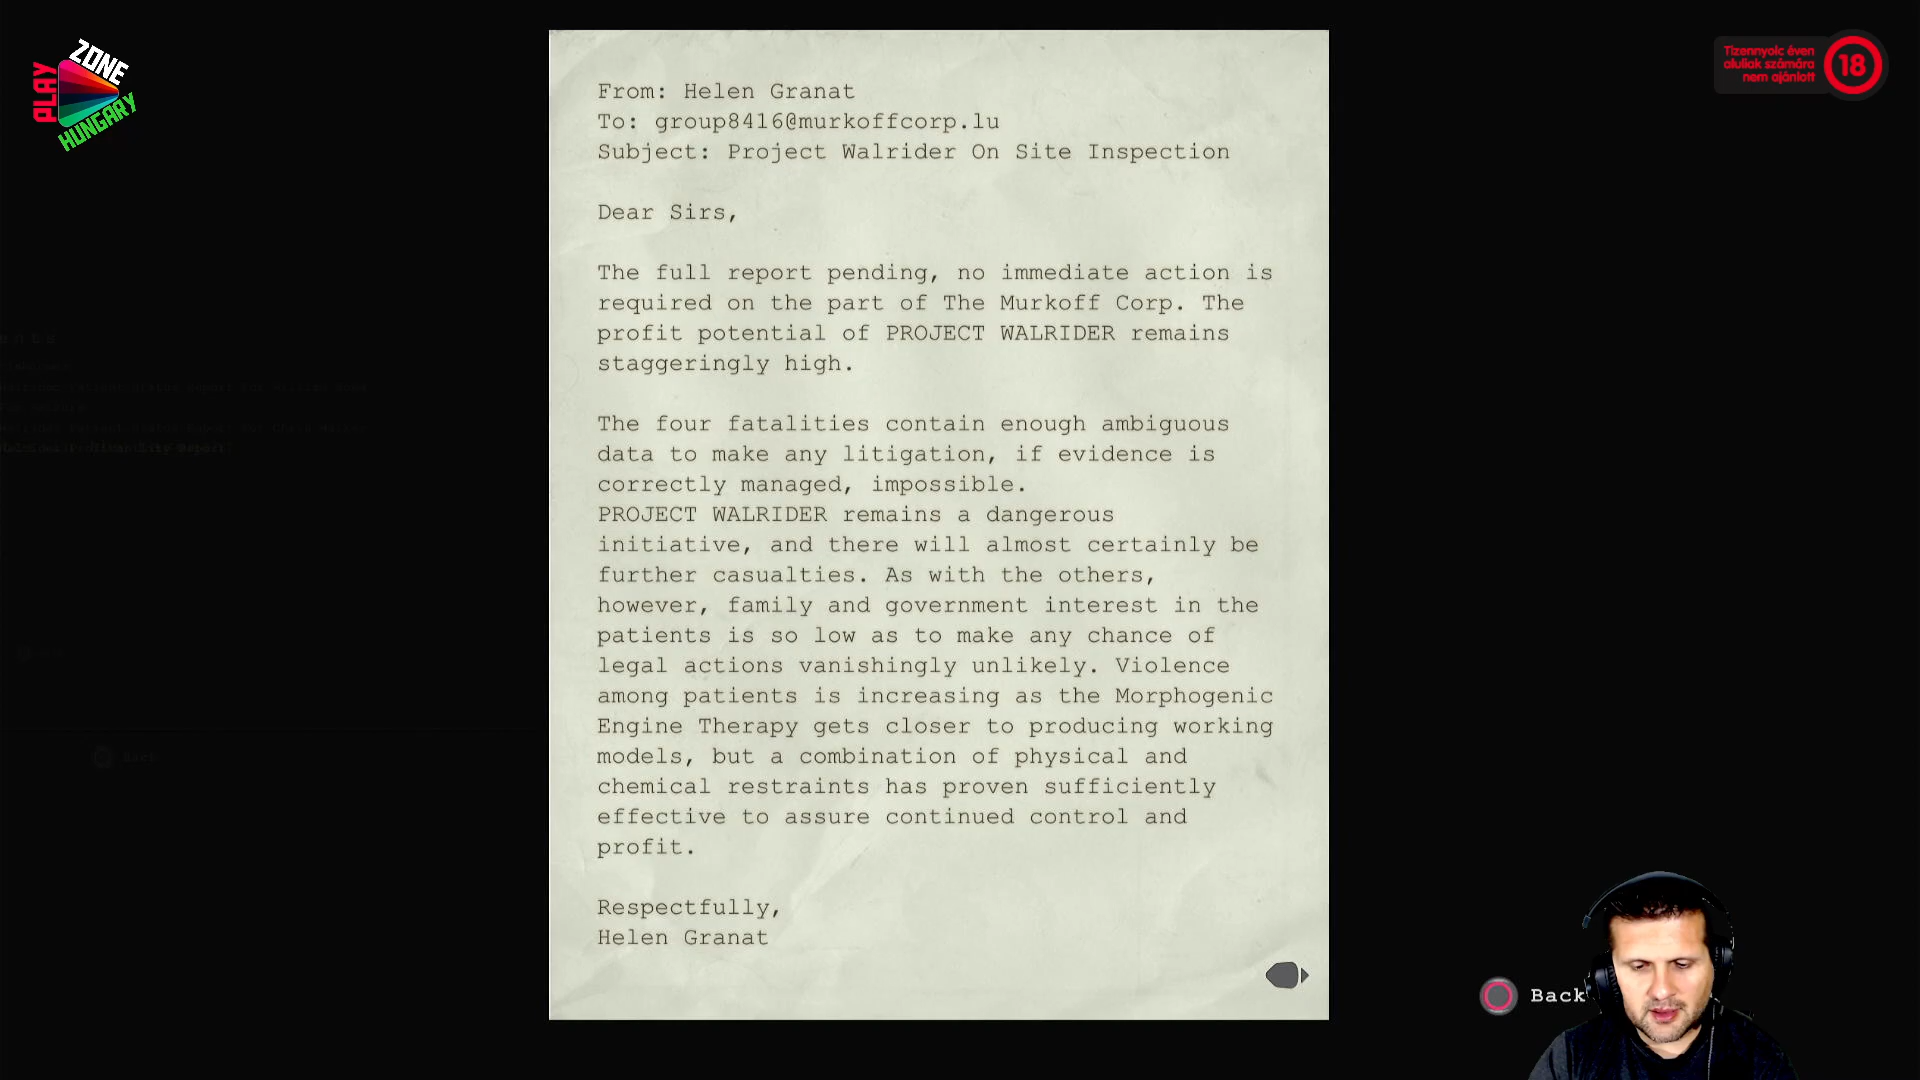 PLAY
ZONE
HUNGARY
Tizennyolc éven
aluliak számára
nem ajánlott
18
From: Helen Granat
To: group8416@murkoffcorp.lu
Subject: Project Walrider On Site Inspection
Dear Sirs,
The full report pending, no immediate action is
required on the part of The Murkoff Corp. The
profit potential of PROJECT WALRIDER remains
staggeringly high.
The four fatalities contain enough ambiguous
data to make any litigation, if evidence is
correctly managed, impossible.
PROJECT WALRIDER remains a dangerous
initiative, and there will almost certainly be
further casualties. As with the others,
however, family and government interest in the
patients is so low as to make any chance of
legal actions vanishingly unlikely. Violence
among patients is increasing as the Morphogenic
Engine Therapy gets closer to producing working
models, but a combination of physical and
chemical restraints has proven sufficiently
effective to assure continued control and
profit.
Respectfully,
Helen Granat
Back
Back